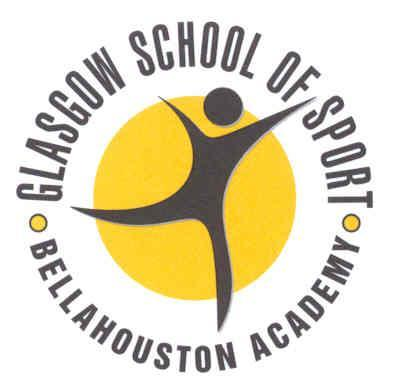 GLASGOW SCHOOL OF SPORT
BELLAHOUSTON ACADEMY